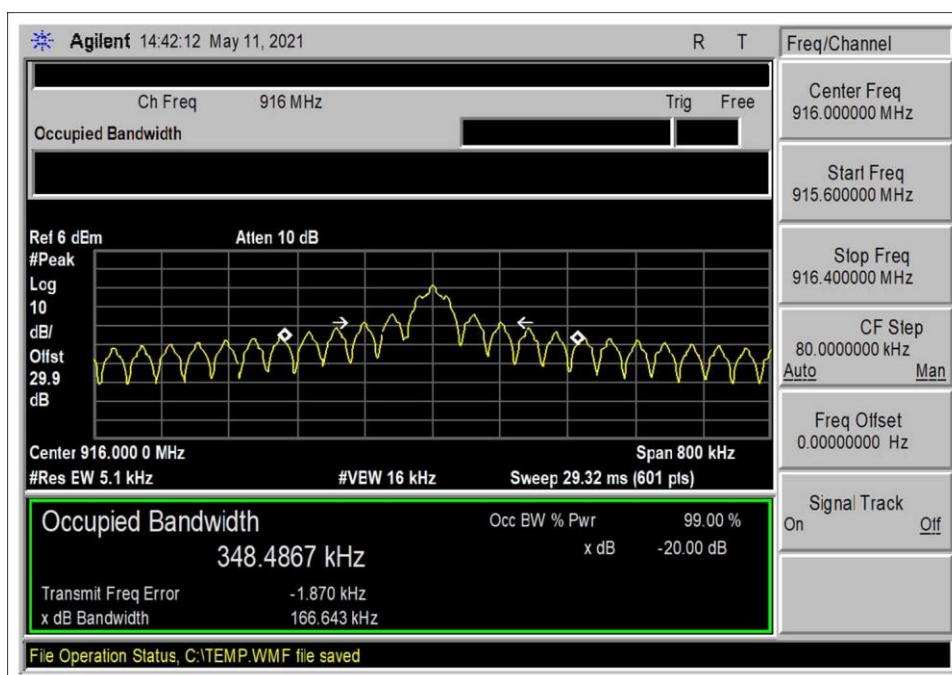 Agilent 14:42:12 May 11, 2021 R T
Freq/Channel
Ch Freq 916 MHz Trig Free
Occupied Bandwidth
Center Freq
916.000000 MHz
Start Freq
915.600000 MHz
Stop Freq
916.400000 MHz
CF Step
80.0000000 kHz
Auto Man
Freq Offset
0.00000000 Hz
Signal Track
On Off
Ref 6 dBm Atten 10 dB
#Peak
Log
10
dB/
Offst
29.9
dB
Center 916.000 0 MHz Span 800 kHz
#Res EW 5.1 kHz #VBW 16 kHz Sweep 29.32 ms (601 pts)
Occupied Bandwidth Occ BW % Pwr 99.00 %
348.4867 kHz x dB -20.00 dB
Transmit Freq Error -1.870 kHz
x dB Bandwidth 166.643 kHz
File Operation Status, C:\TEMP.WMF file saved